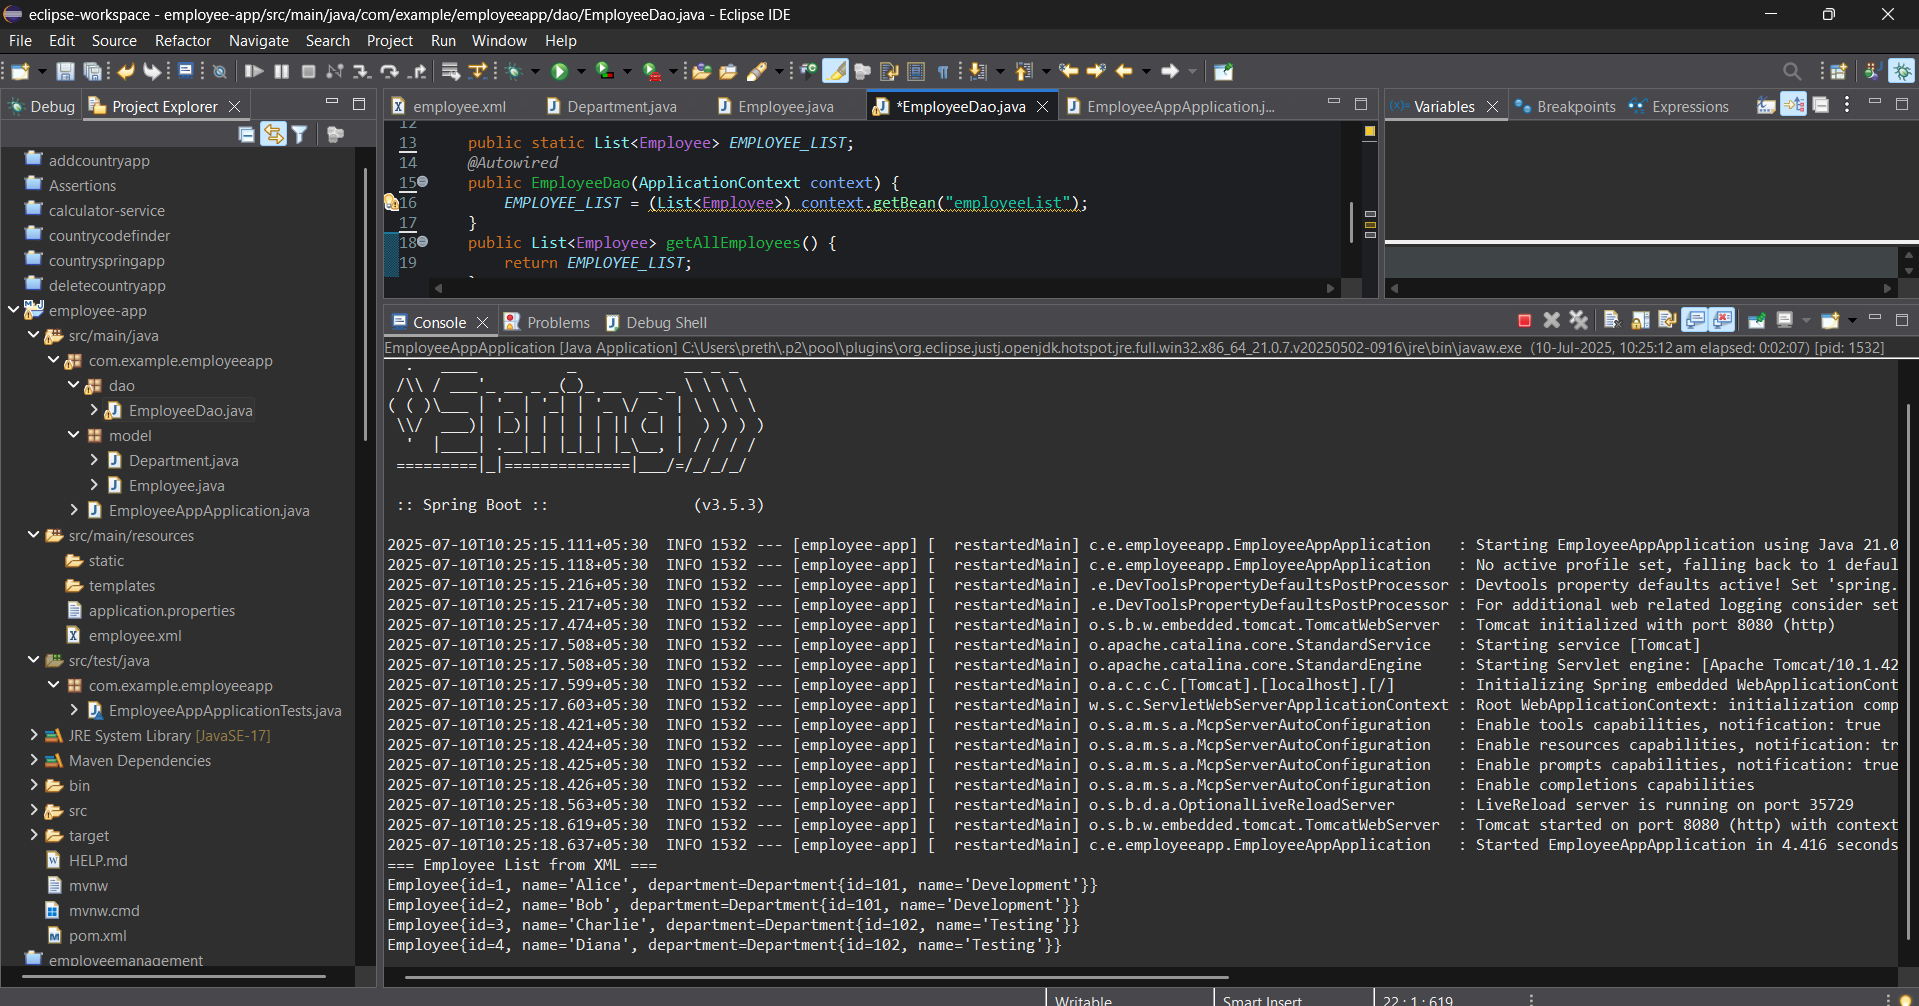 eclipse-workspace - employee-app/src/main/java/com/example/employeeapp/dao/EmployeeDao.java - Eclipse IDE
File Edit Source Refactor Navigate Search Project Run Window Help
Debug Project Explorer
addcountryapp
Assertions
calculator-service
countrycodefinder
countryspringapp
deletecountryapp
employee-app
src/main/java
com.example.employeeapp
dao
EmployeeDao.java
model
Department.java
Employee.java
EmployeeAppApplication.java
src/main/resources
static
templates
application.properties
employee.xml
src/test/java
com.example.employeeapp
EmployeeAppApplicationTests.java
JRE System Library [JavaSE-17]
Maven Dependencies
bin
src
target
HELP.md
mvnw
mvnw.cmd
pom.xml
employeemanagement
employee.xml Department.java Employee.java *EmployeeDao.java EmployeeAppApplication.j...
12
13 public static List<Employee> EMPLOYEE_LIST;
14 @Autowired
15 public EmployeeDao(ApplicationContext context) {
16 EMPLOYEE_LIST = (List<Employee>) context.getBean("employeeList");
17 }
18 public List<Employee> getAllEmployees() {
19 return EMPLOYEE_LIST;
Variables Breakpoints Expressions
Console Problems Debug Shell
EmployeeAppApplication [Java Application] C:\Users\preth\.p2\pool\plugins\org.eclipse.justj.openjdk.hotspot.jre.full.win32.x86_64_21.0.7.v20250502-0916\jre\bin\javaw.exe (10-Jul-2025, 10:25:12 am elapsed: 0:02:07) [pid: 1532]
:: Spring Boot :: (v3.5.3)
2025-07-10T10:25:15.111+05:30 INFO 1532 --- [employee-app] [ restartedMain] c.e.employeeapp.EmployeeAppApplication : Starting EmployeeAppApplication using Java 21.0
2025-07-10T10:25:15.118+05:30 INFO 1532 --- [employee-app] [ restartedMain] c.e.employeeapp.EmployeeAppApplication : No active profile set, falling back to 1 defaul
2025-07-10T10:25:15.216+05:30 INFO 1532 --- [employee-app] [ restartedMain] .e.DevToolsPropertyDefaultsPostProcessor : Devtools property defaults active! Set 'spring.
2025-07-10T10:25:15.217+05:30 INFO 1532 --- [employee-app] [ restartedMain] .e.DevToolsPropertyDefaultsPostProcessor : For additional web related logging consider set
2025-07-10T10:25:17.474+05:30 INFO 1532 --- [employee-app] [ restartedMain] o.s.b.w.embedded.tomcat.TomcatWebServer : Tomcat initialized with port 8080 (http)
2025-07-10T10:25:17.508+05:30 INFO 1532 --- [employee-app] [ restartedMain] o.apache.catalina.core.StandardService : Starting service [Tomcat]
2025-07-10T10:25:17.508+05:30 INFO 1532 --- [employee-app] [ restartedMain] o.apache.catalina.core.StandardEngine : Starting Servlet engine: [Apache Tomcat/10.1.42
2025-07-10T10:25:17.599+05:30 INFO 1532 --- [employee-app] [ restartedMain] o.a.c.c.C.[Tomcat].[localhost].[/] : Initializing Spring embedded WebApplicationCont
2025-07-10T10:25:17.603+05:30 INFO 1532 --- [employee-app] [ restartedMain] w.s.c.ServletWebServerApplicationContext : Root WebApplicationContext: initialization comp
2025-07-10T10:25:18.421+05:30 INFO 1532 --- [employee-app] [ restartedMain] o.s.a.m.s.a.McpServerAutoConfiguration : Enable tools capabilities, notification: true
2025-07-10T10:25:18.424+05:30 INFO 1532 --- [employee-app] [ restartedMain] o.s.a.m.s.a.McpServerAutoConfiguration : Enable resources capabilities, notification: tr
2025-07-10T10:25:18.425+05:30 INFO 1532 --- [employee-app] [ restartedMain] o.s.a.m.s.a.McpServerAutoConfiguration : Enable prompts capabilities, notification: true
2025-07-10T10:25:18.426+05:30 INFO 1532 --- [employee-app] [ restartedMain] o.s.a.m.s.a.McpServerAutoConfiguration : Enable completions capabilities
2025-07-10T10:25:18.563+05:30 INFO 1532 --- [employee-app] [ restartedMain] o.s.b.d.a.OptionalLiveReloadServer : LiveReload server is running on port 35729
2025-07-10T10:25:18.619+05:30 INFO 1532 --- [employee-app] [ restartedMain] o.s.b.w.embedded.tomcat.TomcatWebServer : Tomcat started on port 8080 (http) with context
2025-07-10T10:25:18.637+05:30 INFO 1532 --- [employee-app] [ restartedMain] c.e.employeeapp.EmployeeAppApplication : Started EmployeeAppApplication in 4.416 seconds
=== Employee List from XML ===
Employee{id=1, name='Alice', department=Department{id=101, name='Development'}}
Employee{id=2, name='Bob', department=Department{id=101, name='Development'}}
Employee{id=3, name='Charlie', department=Department{id=102, name='Testing'}}
Employee{id=4, name='Diana', department=Department{id=102, name='Testing'}}
Writable Smart Insert 22 : 1 : 619